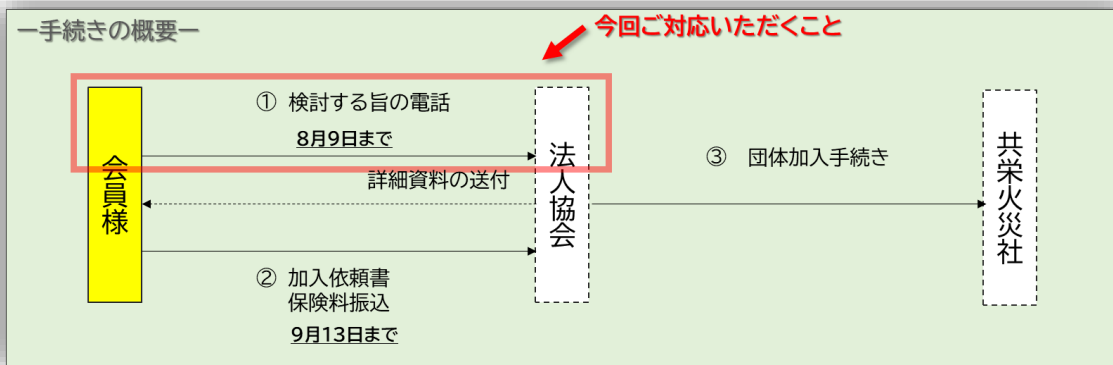 ー手続きの概要ー
今回ご対応いただくこと
① 検討する旨の電話
8月9日まで
会員様
法人協会
共栄火災社
③ 団体加入手続き
詳細資料の送付
② 加入依頼書
保険料振込
9月13日まで